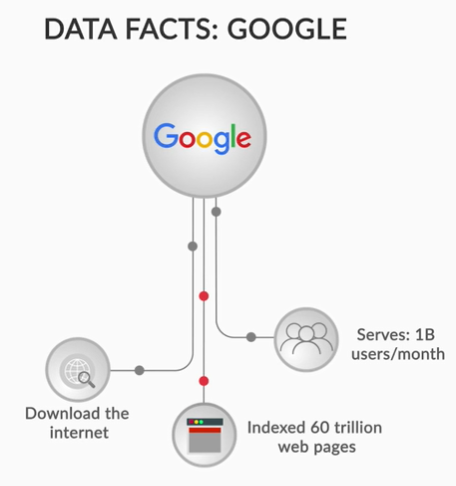 DATA FACTS: GOOGLE
Google
Serves: 1B
users/month
Download the
internet
Indexed 60 trillion
web pages